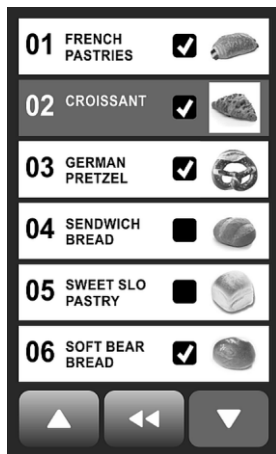 01 FRENCH
PASTRIES
02 CROISSANT
03 GERMAN
PRETZEL
04 SENDWICH
BREAD
05 SWEET SLO
PASTRY
06 SOFT BEAR
BREAD